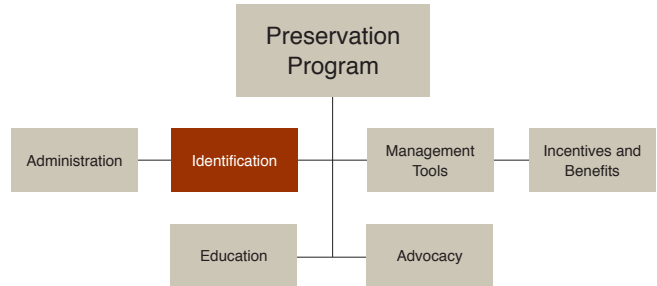 Preservation
Program
Administration
Identification
Management
Tools
Incentives and
Benefits
Education
Advocacy